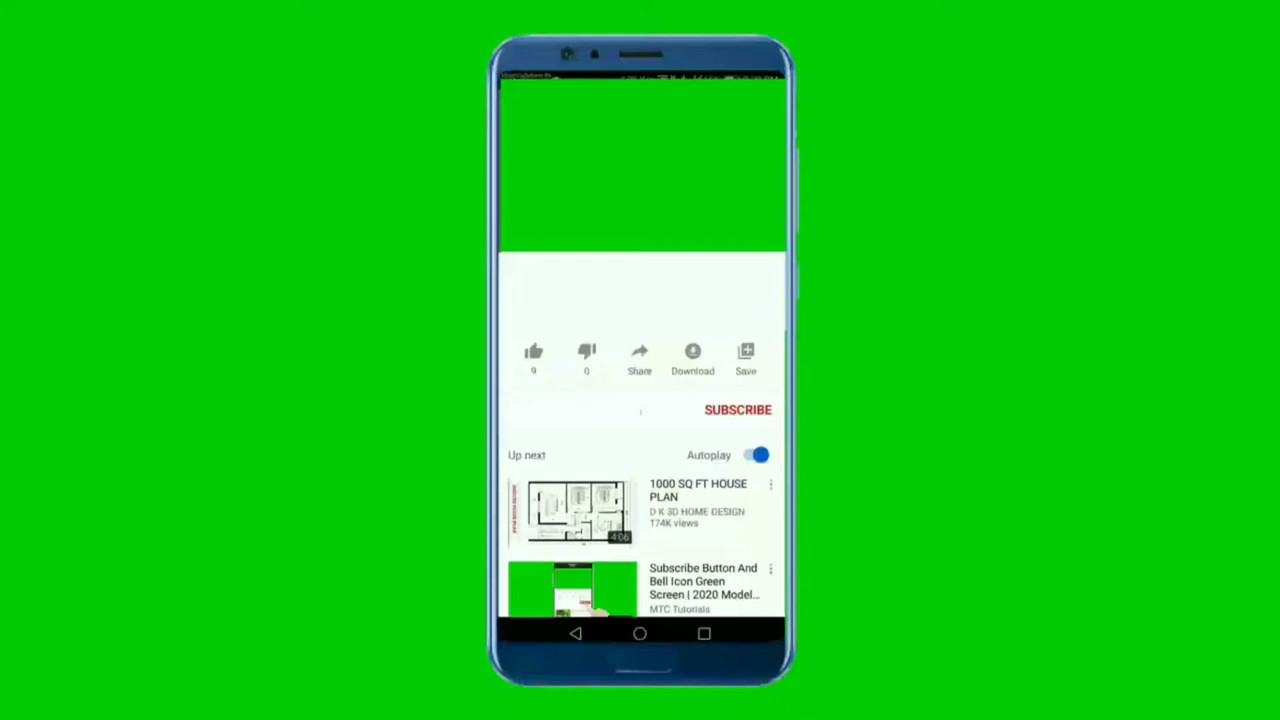 9
0
Share
Download
Save
SUBSCRIBE
Up next
Autoplay
1000 SQ FT HOUSE
PLAN
D K 3D HOME DESIGN
174K views
4:06
Subscribe Button And
Bell Icon Green
Screen | 2020 Model...
MTC Tutorials